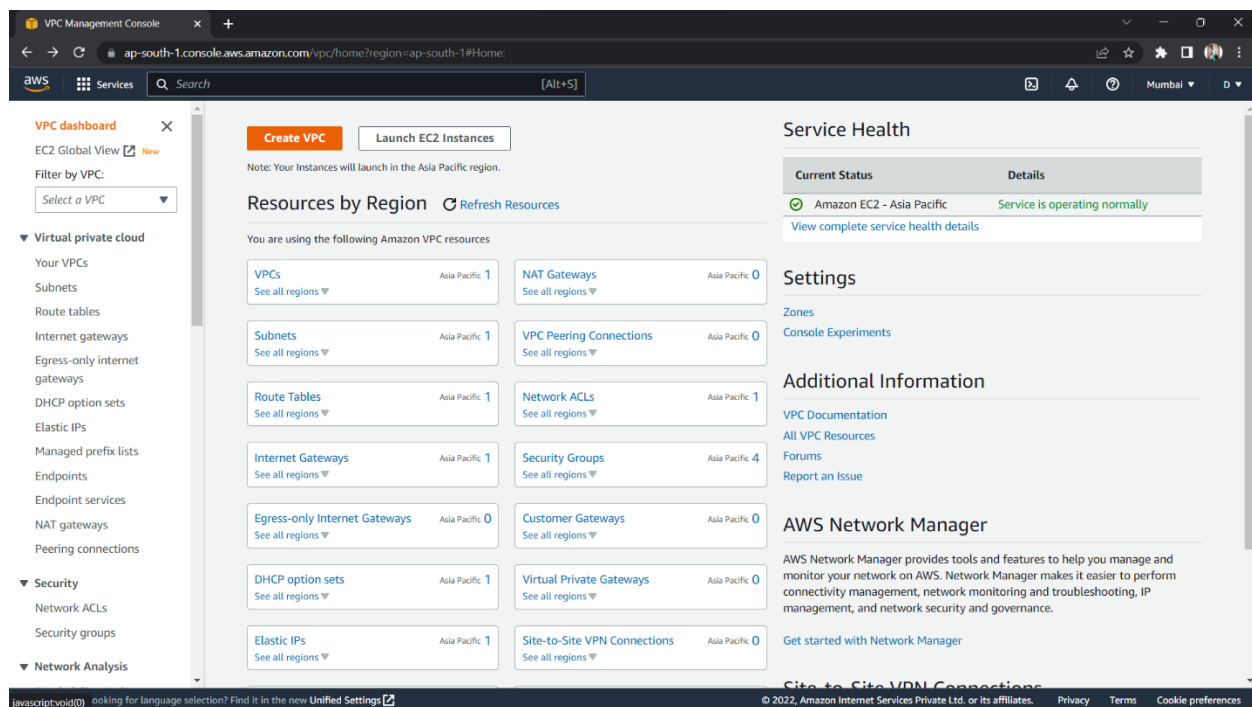 VPC Management Console
ap-south-1.console.aws.amazon.com/vpc/home?region=ap-south-1#Home:
aws
Services
Search
[Alt+S]
Mumbai
D
VPC dashboard
EC2 Global View New
Filter by VPC:
Select a VPC
Virtual private cloud
Your VPCs
Subnets
Route tables
Internet gateways
Egress-only internet
gateways
DHCP option sets
Elastic IPs
Managed prefix lists
Endpoints
Endpoint services
NAT gateways
Peering connections
Security
Network ACLs
Security groups
Network Analysis
Create VPC
Launch EC2 Instances
Note: Your Instances will launch in the Asia Pacific region.
Resources by Region Refresh Resources
You are using the following Amazon VPC resources
VPCs Asia Pacific 1
See all regions
NAT Gateways Asia Pacific 0
See all regions
Subnets Asia Pacific 1
See all regions
VPC Peering Connections Asia Pacific 0
See all regions
Route Tables Asia Pacific 1
See all regions
Network ACLs Asia Pacific 1
See all regions
Internet Gateways Asia Pacific 1
See all regions
Security Groups Asia Pacific 4
See all regions
Egress-only Internet Gateways Asia Pacific 0
See all regions
Customer Gateways Asia Pacific 0
See all regions
DHCP option sets Asia Pacific 1
See all regions
Virtual Private Gateways Asia Pacific 0
See all regions
Elastic IPs Asia Pacific 1
See all regions
Site-to-Site VPN Connections Asia Pacific 0
See all regions
Service Health
Current Status Details
Amazon EC2 - Asia Pacific Service is operating normally
View complete service health details
Settings
Zones
Console Experiments
Additional Information
VPC Documentation
All VPC Resources
Forums
Report an Issue
AWS Network Manager
AWS Network Manager provides tools and features to help you manage and
monitor your network on AWS. Network Manager makes it easier to perform
connectivity management, network monitoring and troubleshooting, IP
management, and network security and governance.
Get started with Network Manager
Site-to-Site VPN Connections
javascript:void(0) ooking for language selection? Find it in the new Unified Settings
© 2022, Amazon Internet Services Private Ltd. or its affiliates. Privacy Terms Cookie preferences